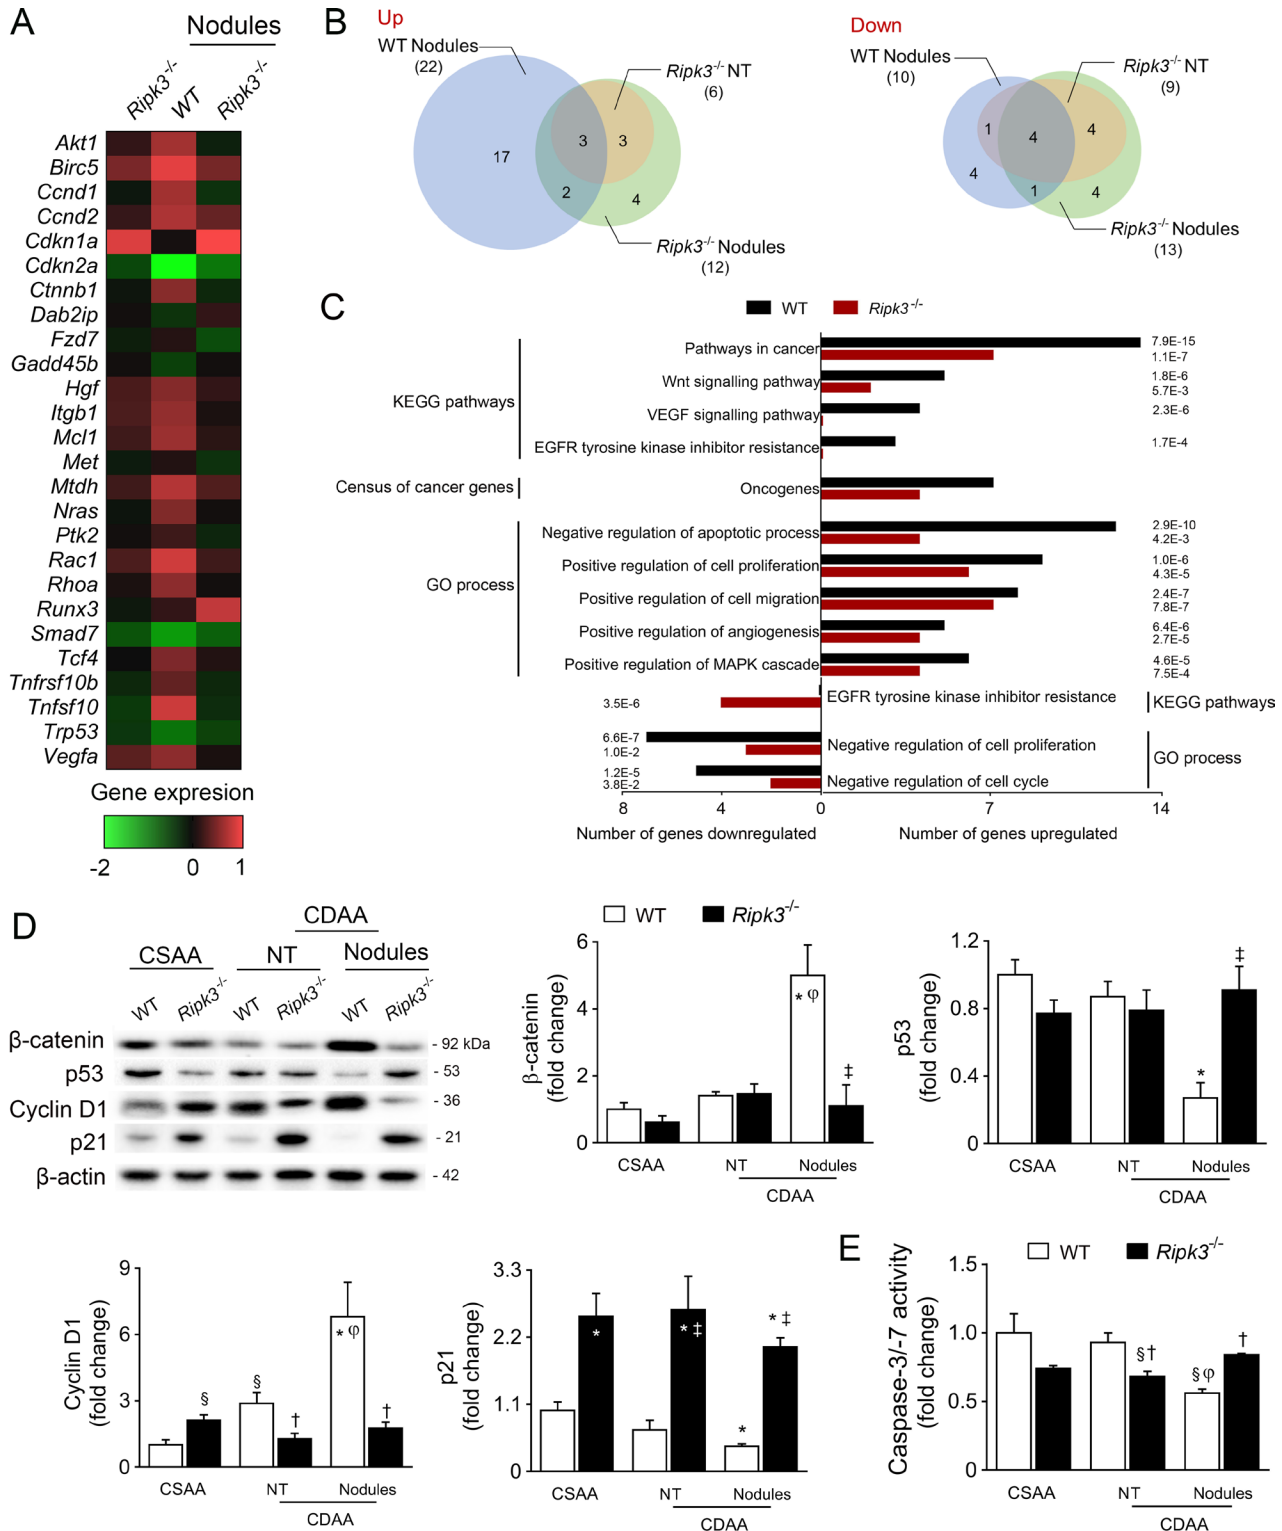 A
Nodules
Ripk3-/-
WT
Ripk3-/-
Akt1
Birc5
Ccnd1
Ccnd2
Cdkn1a
Cdkn2a
Ctnnb1
Dab2ip
Fzd7
Gadd45b
Hgf
Itgb1
Mcl1
Met
Mtdh
Nras
Ptk2
Rac1
Rhoa
Runx3
Smad7
Tcf4
Tnfrsf10b
Tnfsf10
Trp53
Vegfa
Gene expresion
-2 0 1
B
Up
WT Nodules
(22)
Ripk3-/- NT
(6)
17
3
3
2
4
Ripk3-/- Nodules
(12)
Down
WT Nodules
(10)
Ripk3-/- NT
(9)
1
4
4
4
1
4
Ripk3-/- Nodules
(13)
C
WT
Ripk3-/-
KEGG pathways
Pathways in cancer
7.9E-15
1.1E-7
Wnt signalling pathway
1.8E-6
5.7E-3
VEGF signalling pathway
2.3E-6
EGFR tyrosine kinase inhibitor resistance
1.7E-4
Census of cancer genes
Oncogenes
GO process
Negative regulation of apoptotic process
2.9E-10
4.2E-3
Positive regulation of cell proliferation
1.0E-6
4.3E-5
Positive regulation of cell migration
2.4E-7
7.8E-7
Positive regulation of angiogenesis
6.4E-6
2.7E-5
Positive regulation of MAPK cascade
4.6E-5
7.5E-4
3.5E-6
EGFR tyrosine kinase inhibitor resistance
KEGG pathways
6.6E-7
1.0E-2
Negative regulation of cell proliferation
GO process
1.2E-5
3.8E-2
Negative regulation of cell cycle
8 4 0 7 14
Number of genes downregulated
Number of genes upregulated
D
CDAA
CSAA NT Nodules
WT Ripk3-/- WT Ripk3-/- WT Ripk3-/-
β-catenin - 92 kDa
p53 - 53
Cyclin D1 - 36
p21 - 21
β-actin - 42
WT Ripk3-/-
β-catenin
(fold change)
6
4
2
0
* φ
‡
CSAA NT Nodules
CDAA
p53
(fold change)
1.2
0.8
0.4
0
*
‡
CSAA NT Nodules
CDAA
Cyclin D1
(fold change)
9
6
3
0
§
§
†
* φ
†
CSAA NT Nodules
CDAA
p21
(fold change)
3.3
2.2
1.1
0
*
* ‡
*
* ‡
CSAA NT Nodules
CDAA
E
WT Ripk3-/-
Caspase-3/-7 activity
(fold change)
1.5
1.0
0.5
0
§ †
§ φ
†
CSAA NT Nodules
CDAA